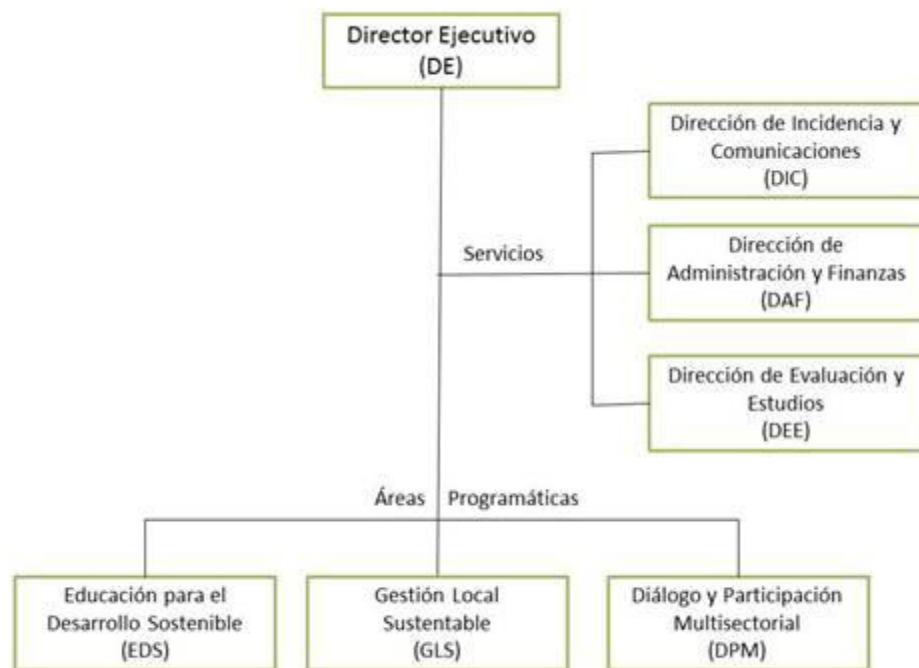 Director Ejecutivo
(DE)
Dirección de Incidencia y
Comunicaciones
(DIC)
Servicios
Dirección de
Administración y Finanzas
(DAF)
Dirección de Evaluación y
Estudios
(DEE)
Áreas Programáticas
Educación para el
Desarrollo Sostenible
(EDS)
Gestión Local
Sustentable
(GLS)
Diálogo y Participación
Multisectorial
(DPM)